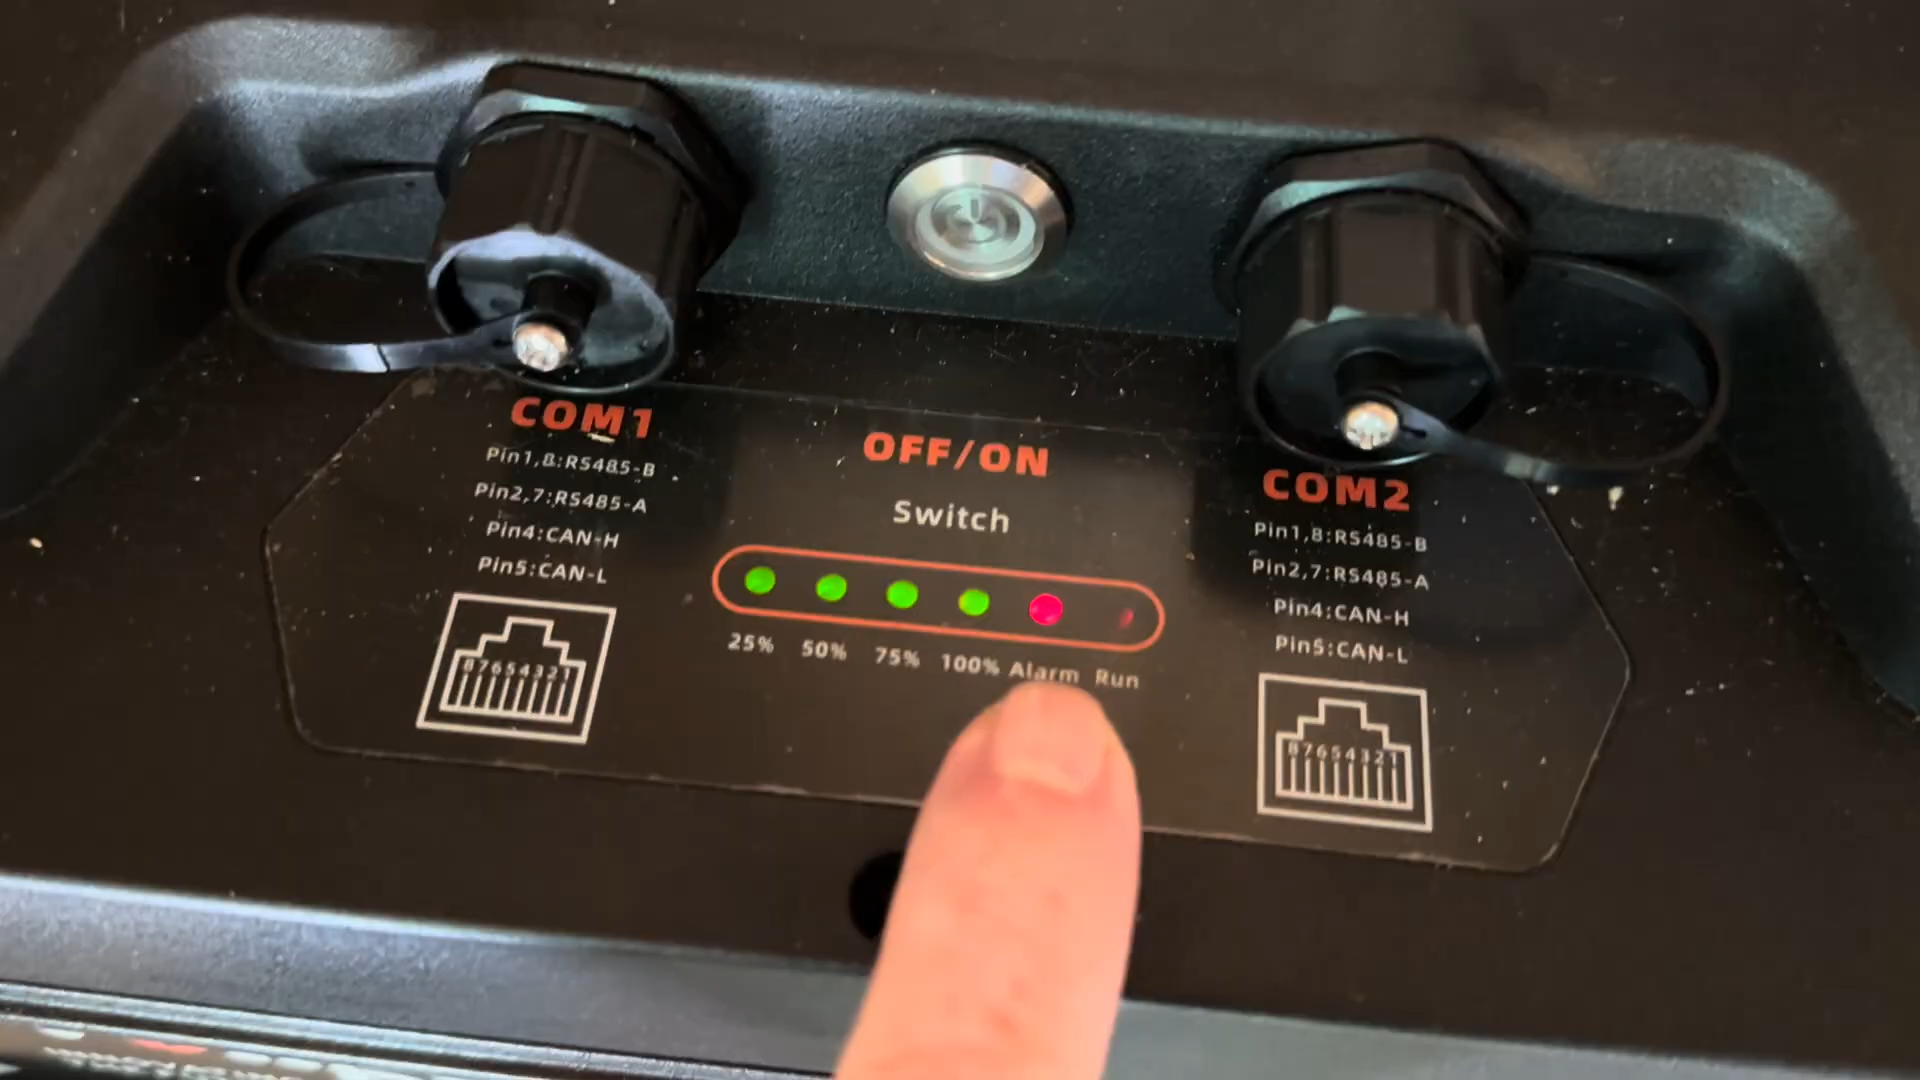 COM1
Pin1,8:RS485-B
Pin2,7:RS485-A
Pin4:CAN-H
Pin5:CAN-L
87654321
OFF/ON
Switch
25% 50% 75% 100% Alarm Run
COM2
Pin1,8:RS485-B
Pin2,7:RS485-A
Pin4:CAN-H
Pin5:CAN-L
87654321